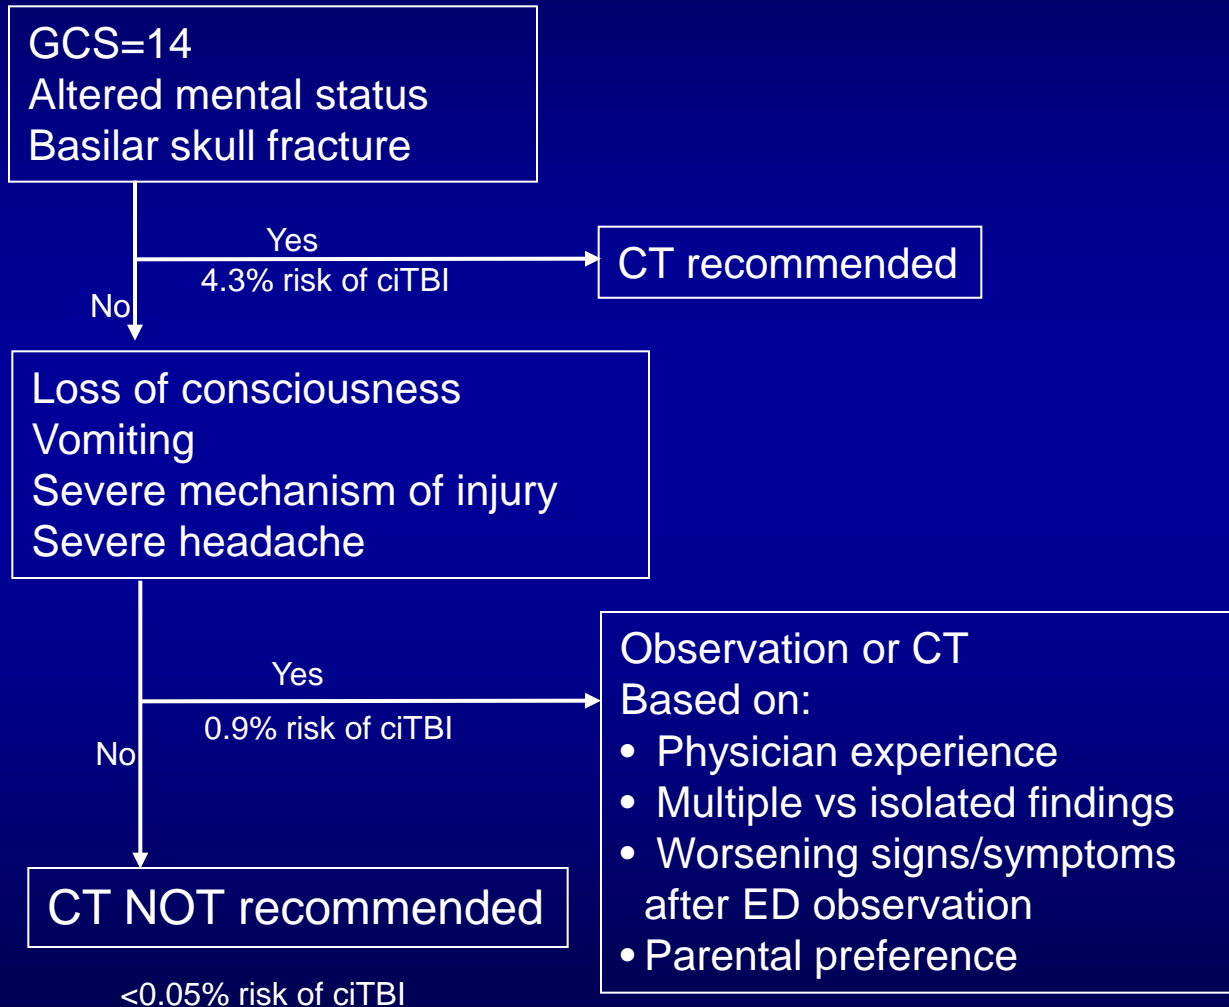 GCS=14
Altered mental status
Basilar skull fracture
Yes
4.3% risk of ciTBI
CT recommended
No
Loss of consciousness
Vomiting
Severe mechanism of injury
Severe headache
Yes
0.9% risk of ciTBI
No
Observation or CT
Based on:
• Physician experience
• Multiple vs isolated findings
• Worsening signs/symptoms
after ED observation
• Parental preference
CT NOT recommended
<0.05% risk of ciTBI